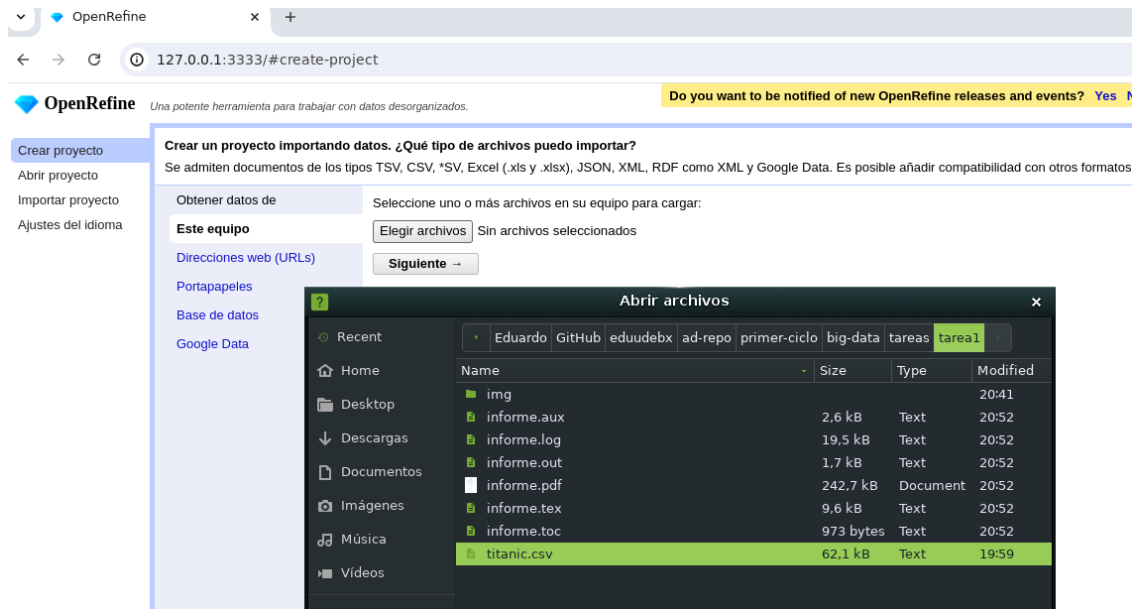 OpenRefine
127.0.0.1:3333/#create-project
OpenRefine Una potente herramienta para trabajar con datos desorganizados.
Do you want to be notified of new OpenRefine releases and events? Yes
Crear proyecto
Abrir proyecto
Importar proyecto
Ajustes del idioma
Crear un proyecto importando datos. ¿Qué tipo de archivos puedo importar?
Se admiten documentos de los tipos TSV, CSV, *SV, Excel (.xls y .xlsx), JSON, XML, RDF como XML y Google Data. Es posible añadir compatibilidad con otros formatos
Obtener datos de
Este equipo
Direcciones web (URLs)
Portapapeles
Base de datos
Google Data
Seleccione uno o más archivos en su equipo para cargar:
Elegir archivos Sin archivos seleccionados
Siguiente →
Abrir archivos
Recent
Home
Desktop
Descargas
Documentos
Imágenes
Música
Vídeos
Eduardo GitHub eduudebx ad-repo primer-ciclo big-data tareas tarea1
Name Size Type Modified
img 20:41
informe.aux 2,6 kB Text 20:52
informe.log 19,5 kB Text 20:52
informe.out 1,7 kB Text 20:52
informe.pdf 242,7 kB Document 20:52
informe.tex 9,6 kB Text 20:52
informe.toc 973 bytes Text 20:52
titanic.csv 62,1 kB Text 19:59